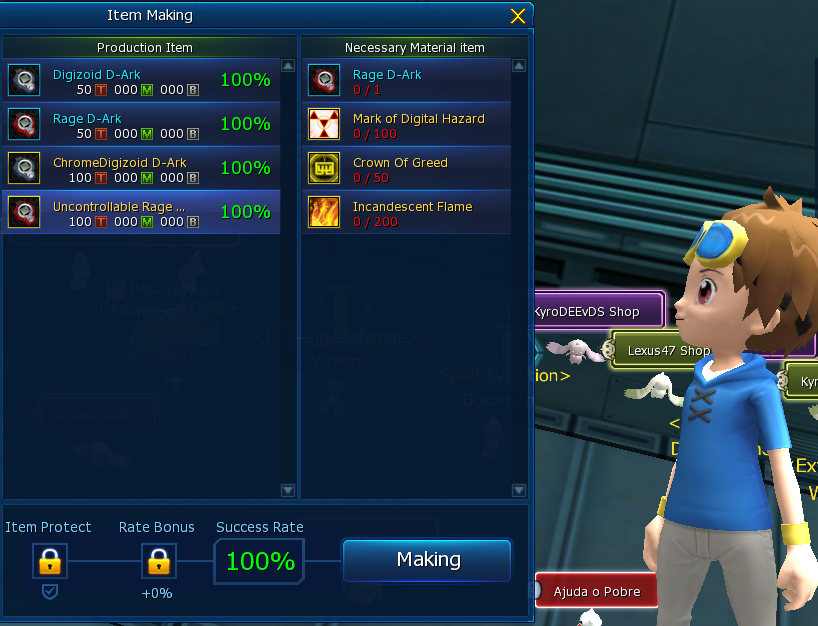 Item Making
Production Item
Digizoid D-Ark
50 T 000 M 000 B
100%
Rage D-Ark
50 T 000 M 000 B
100%
ChromeDigizoid D-Ark
100 T 000 M 000 B
100%
Uncontrollable Rage ...
100 T 000 M 000 B
100%
Necessary Material item
Rage D-Ark
0 / 1
Mark of Digital Hazard
0 / 100
Crown Of Greed
0 / 50
Incandescent Flame
0 / 200
Item Protect
Rate Bonus
+0%
Success Rate
100%
Making
KyroDEEvDS Shop
Lexus47 Shop
Kyr
ion>
Ajuda o Pobre